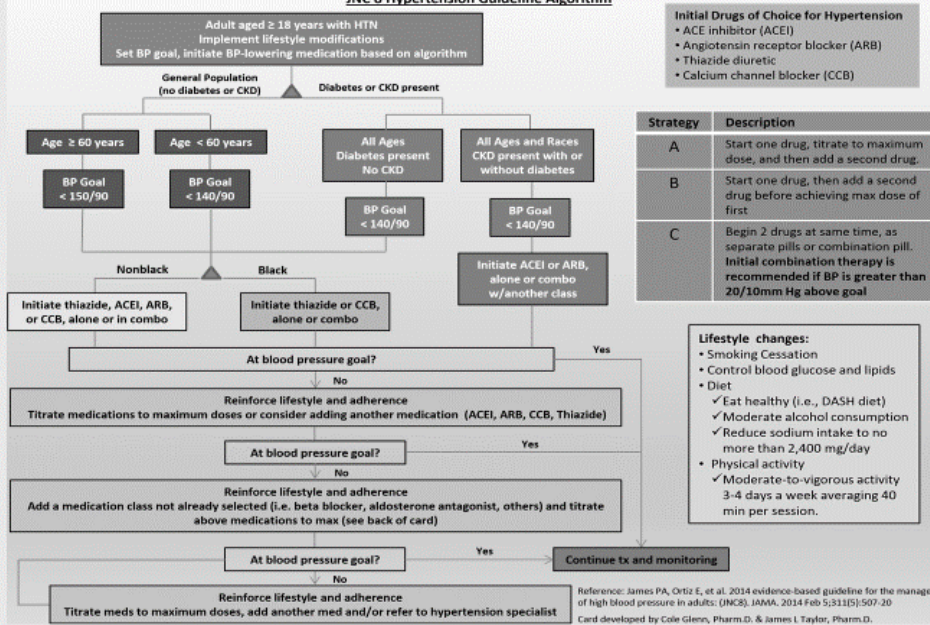 JNC 8 Hypertension Guideline Algorithm
Adult aged ≥ 18 years with HTN
Implement lifestyle modifications
Set BP goal, initiate BP-lowering medication based on algorithm
General Population
(no diabetes or CKD)
Diabetes or CKD present
Age ≥ 60 years
Age < 60 years
All Ages
Diabetes present
No CKD
All Ages and Races
CKD present with or
without diabetes
BP Goal
< 150/90
BP Goal
< 140/90
BP Goal
< 140/90
BP Goal
< 140/90
Nonblack
Black
Initiate thiazide, ACEI, ARB,
or CCB, alone or in combo
Initiate thiazide or CCB,
alone or combo
Initiate ACEI or ARB,
alone or combo
w/another class
At blood pressure goal?
Yes
No
Reinforce lifestyle and adherence
Titrate medications to maximum doses or consider adding another medication (ACEI, ARB, CCB, Thiazide)
At blood pressure goal?
Yes
No
Reinforce lifestyle and adherence
Add a medication class not already selected (i.e. beta blocker, aldosterone antagonist, others) and titrate
above medications to max (see back of card)
At blood pressure goal?
Yes
Continue tx and monitoring
No
Reinforce lifestyle and adherence
Titrate meds to maximum doses, add another med and/or refer to hypertension specialist
Initial Drugs of Choice for Hypertension
• ACE inhibitor (ACEI)
• Angiotensin receptor blocker (ARB)
• Thiazide diuretic
• Calcium channel blocker (CCB)
Strategy Description
A Start one drug, titrate to maximum
dose, and then add a second drug.
B Start one drug, then add a second
drug before achieving max dose of
first
C Begin 2 drugs at same time, as
separate pills or combination pill.
Initial combination therapy is
recommended if BP is greater than
20/10mm Hg above goal
Lifestyle changes:
• Smoking Cessation
• Control blood glucose and lipids
• Diet
✓Eat healthy (i.e., DASH diet)
✓Moderate alcohol consumption
✓Reduce sodium intake to no
more than 2,400 mg/day
• Physical activity
✓Moderate-to-vigorous activity
3-4 days a week averaging 40
min per session.
Reference: James PA, Ortiz E, et al. 2014 evidence-based guideline for the manage
of high blood pressure in adults: (JNC8). JAMA. 2014 Feb 5;311(5):507-20
Card developed by Cole Glenn, Pharm.D. & James L Taylor, Pharm.D.